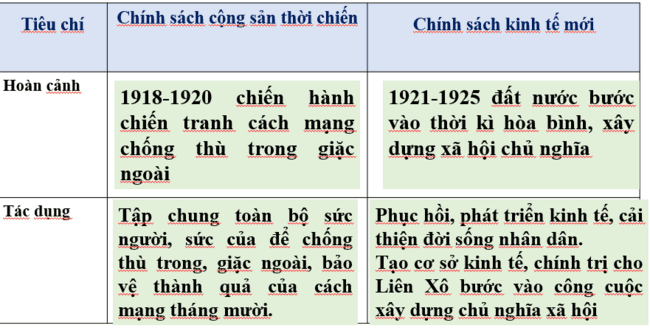 Tiêu chí
Chính sách cộng sản thời chiến
Chính sách kinh tế mới
Hoàn cảnh
1918-1920 chiến hành
chiến tranh cách mạng
chống thù trong giặc
ngoài
1921-1925 đất nước bước
vào thời kì hòa bình, xây
dựng xã hội chủ nghĩa
Tác dụng
Tập chung toàn bộ sức
người, sức của để chống
thù trong, giặc ngoài, bảo
vệ thành quả của cách
mạng tháng mười.
Phục hồi, phát triển kinh tế, cải
thiện đời sống nhân dân.
Tạo cơ sở kinh tế, chính trị cho
Liên Xô bước vào công cuộc
xây dựng chủ nghĩa xã hội